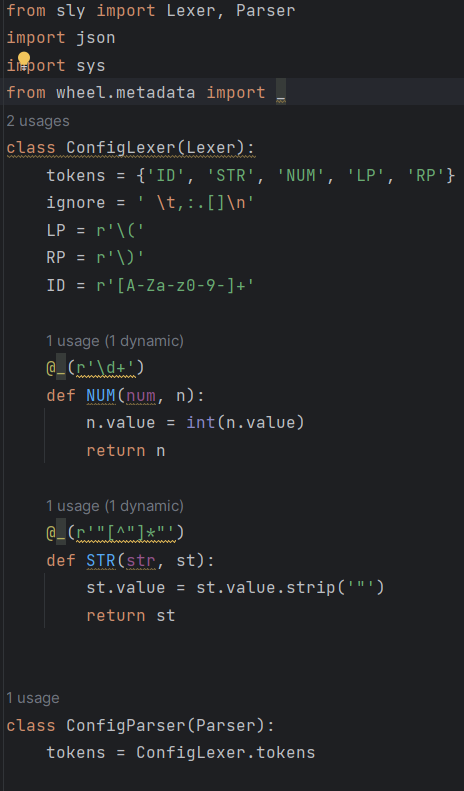 from sly import Lexer, Parser
import json
import sys
from wheel.metadata import _
2 usages
class ConfigLexer(Lexer):
    tokens = {'ID', 'STR', 'NUM', 'LP', 'RP'}
    ignore = ' \t,:.[]\n'
    LP = r'\('
    RP = r'\)'
    ID = r'[A-Za-z0-9-]+'
    1 usage (1 dynamic)
    @_(r'\d+')
    def NUM(num, n):
        n.value = int(n.value)
        return n
    1 usage (1 dynamic)
    @_(r'"[^"]*"')
    def STR(str, st):
        st.value = st.value.strip('"')
        return st
1 usage
class ConfigParser(Parser):
    tokens = ConfigLexer.tokens